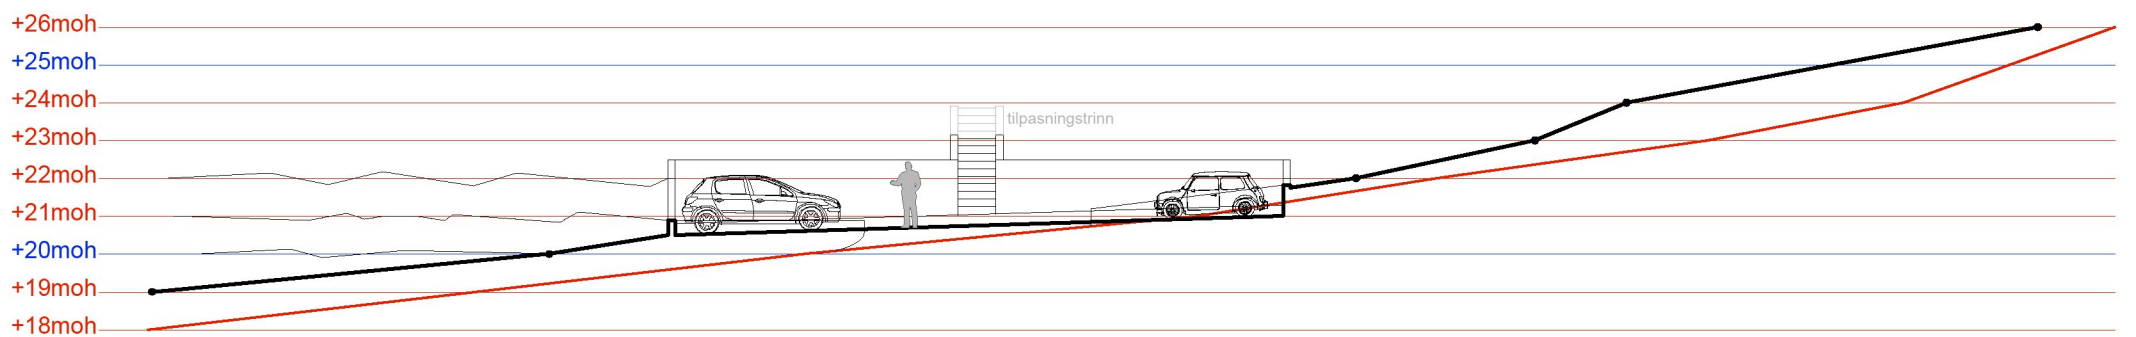 +26moh
+25moh
+24moh
tilpasningstrinn
+23moh
+22moh
+21moh
+20moh
+19moh
+18moh